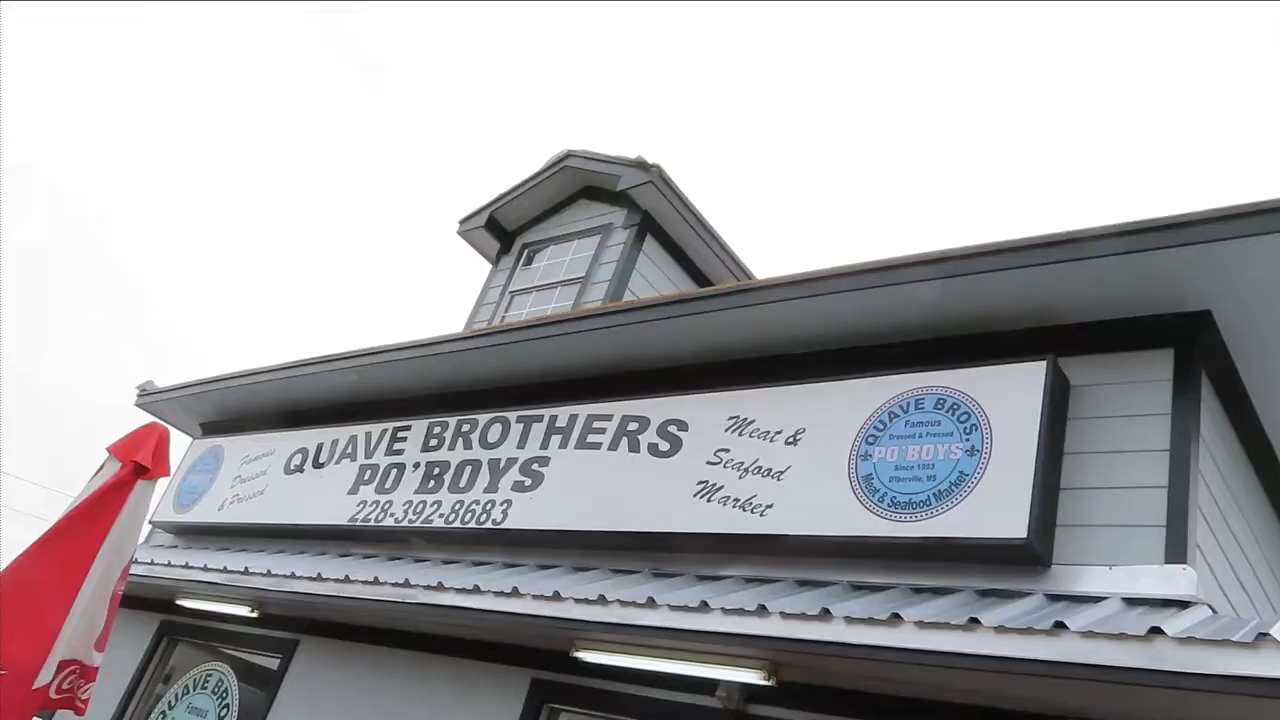 Famous
Dressed
& Pressed
QUAVE BROTHERS
PO'BOYS
228-392-8683
Meat &
Seafood
Market
QUAVE BROS.
Famous
Dressed & Pressed
PO'BOYS
Since 1993
D'Iberville, MS
Meat & Seafood Market
Coca-Cola
QUAVE BRO
Famous